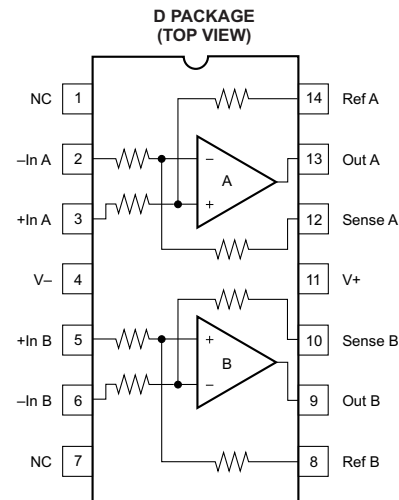 D PACKAGE
(TOP VIEW)
NC 1
14 Ref A
–In A 2
13 Out A
+In A 3
12 Sense A
V– 4
11 V+
+In B 5
10 Sense B
–In B 6
9 Out B
NC 7
8 Ref B
– A +
+ B –